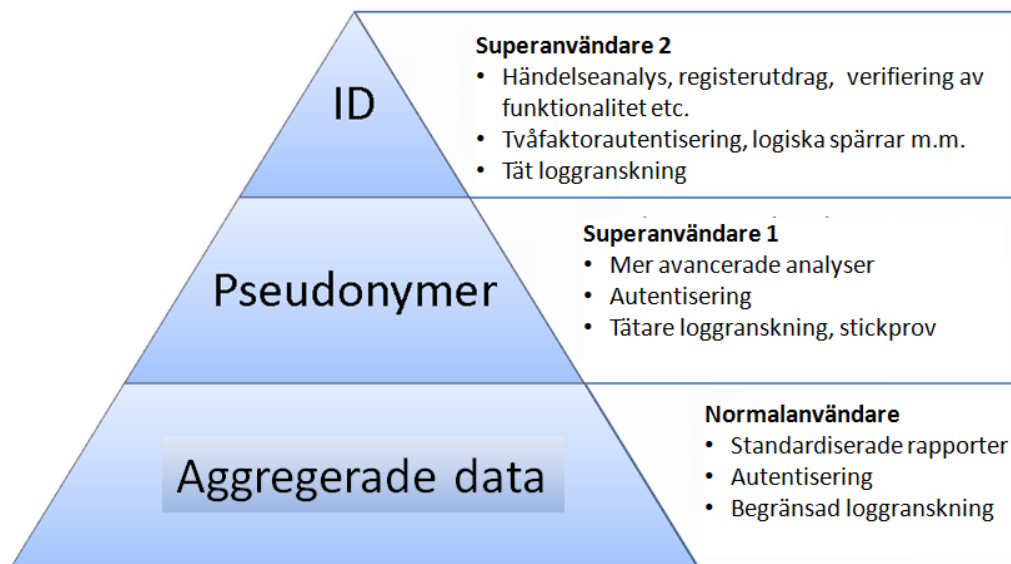 ID
Superanvändare 2
• Händelseanalys, registerutdrag, verifiering av
funktionalitet etc.
• Tvåfaktorautentisering, logiska spärrar m.m.
• Tät loggranskning
Pseudonymer
Superanvändare 1
• Mer avancerade analyser
• Autentisering
• Tätare loggranskning, stickprov
Aggregerade data
Normalanvändare
• Standardiserade rapporter
• Autentisering
• Begränsad loggranskning